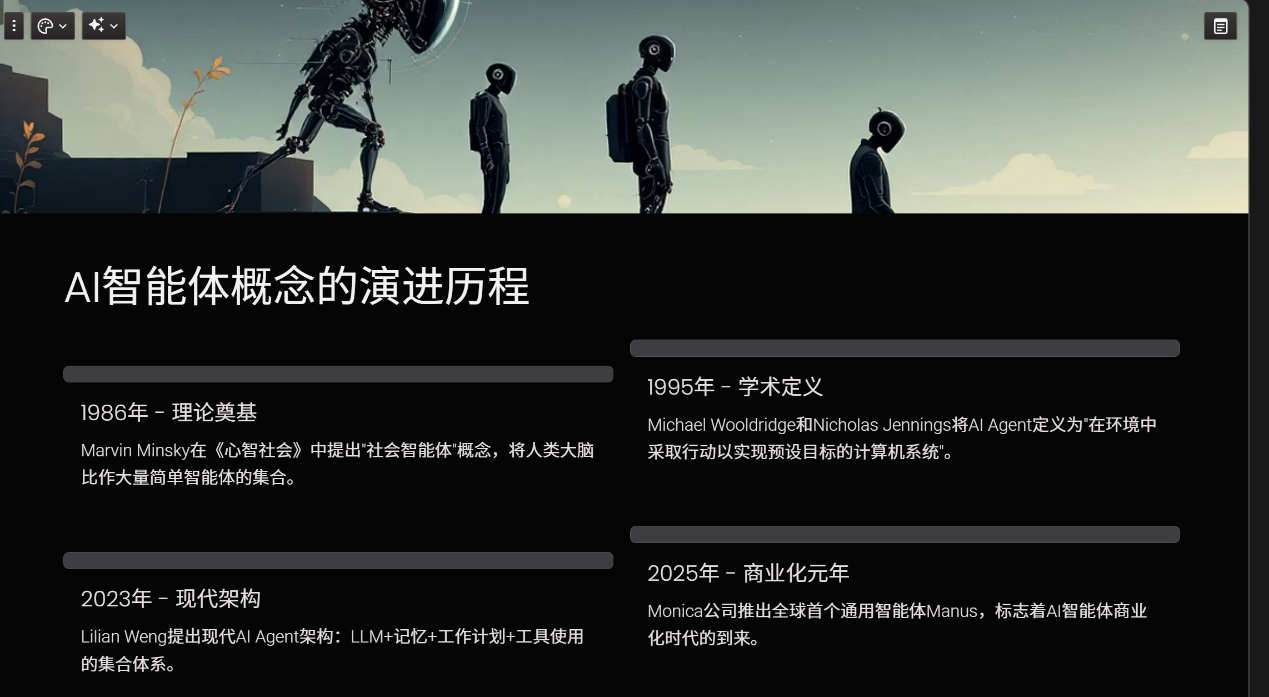 AI智能体概念的演进历程
1986年 - 理论奠基
Marvin Minsky在《心智社会》中提出"社会智能体"概念，将人类大脑
比作大量简单智能体的集合。
1995年 - 学术定义
Michael Wooldridge和Nicholas Jennings将AI Agent定义为"在环境中
采取行动以实现预设目标的计算机系统"。
2023年 - 现代架构
Lilian Weng提出现代AI Agent架构：LLM+记忆+工作计划+工具使用
的集合体系。
2025年 - 商业化元年
Monica公司推出全球首个通用智能体Manus，标志着AI智能体商业
化时代的到来。